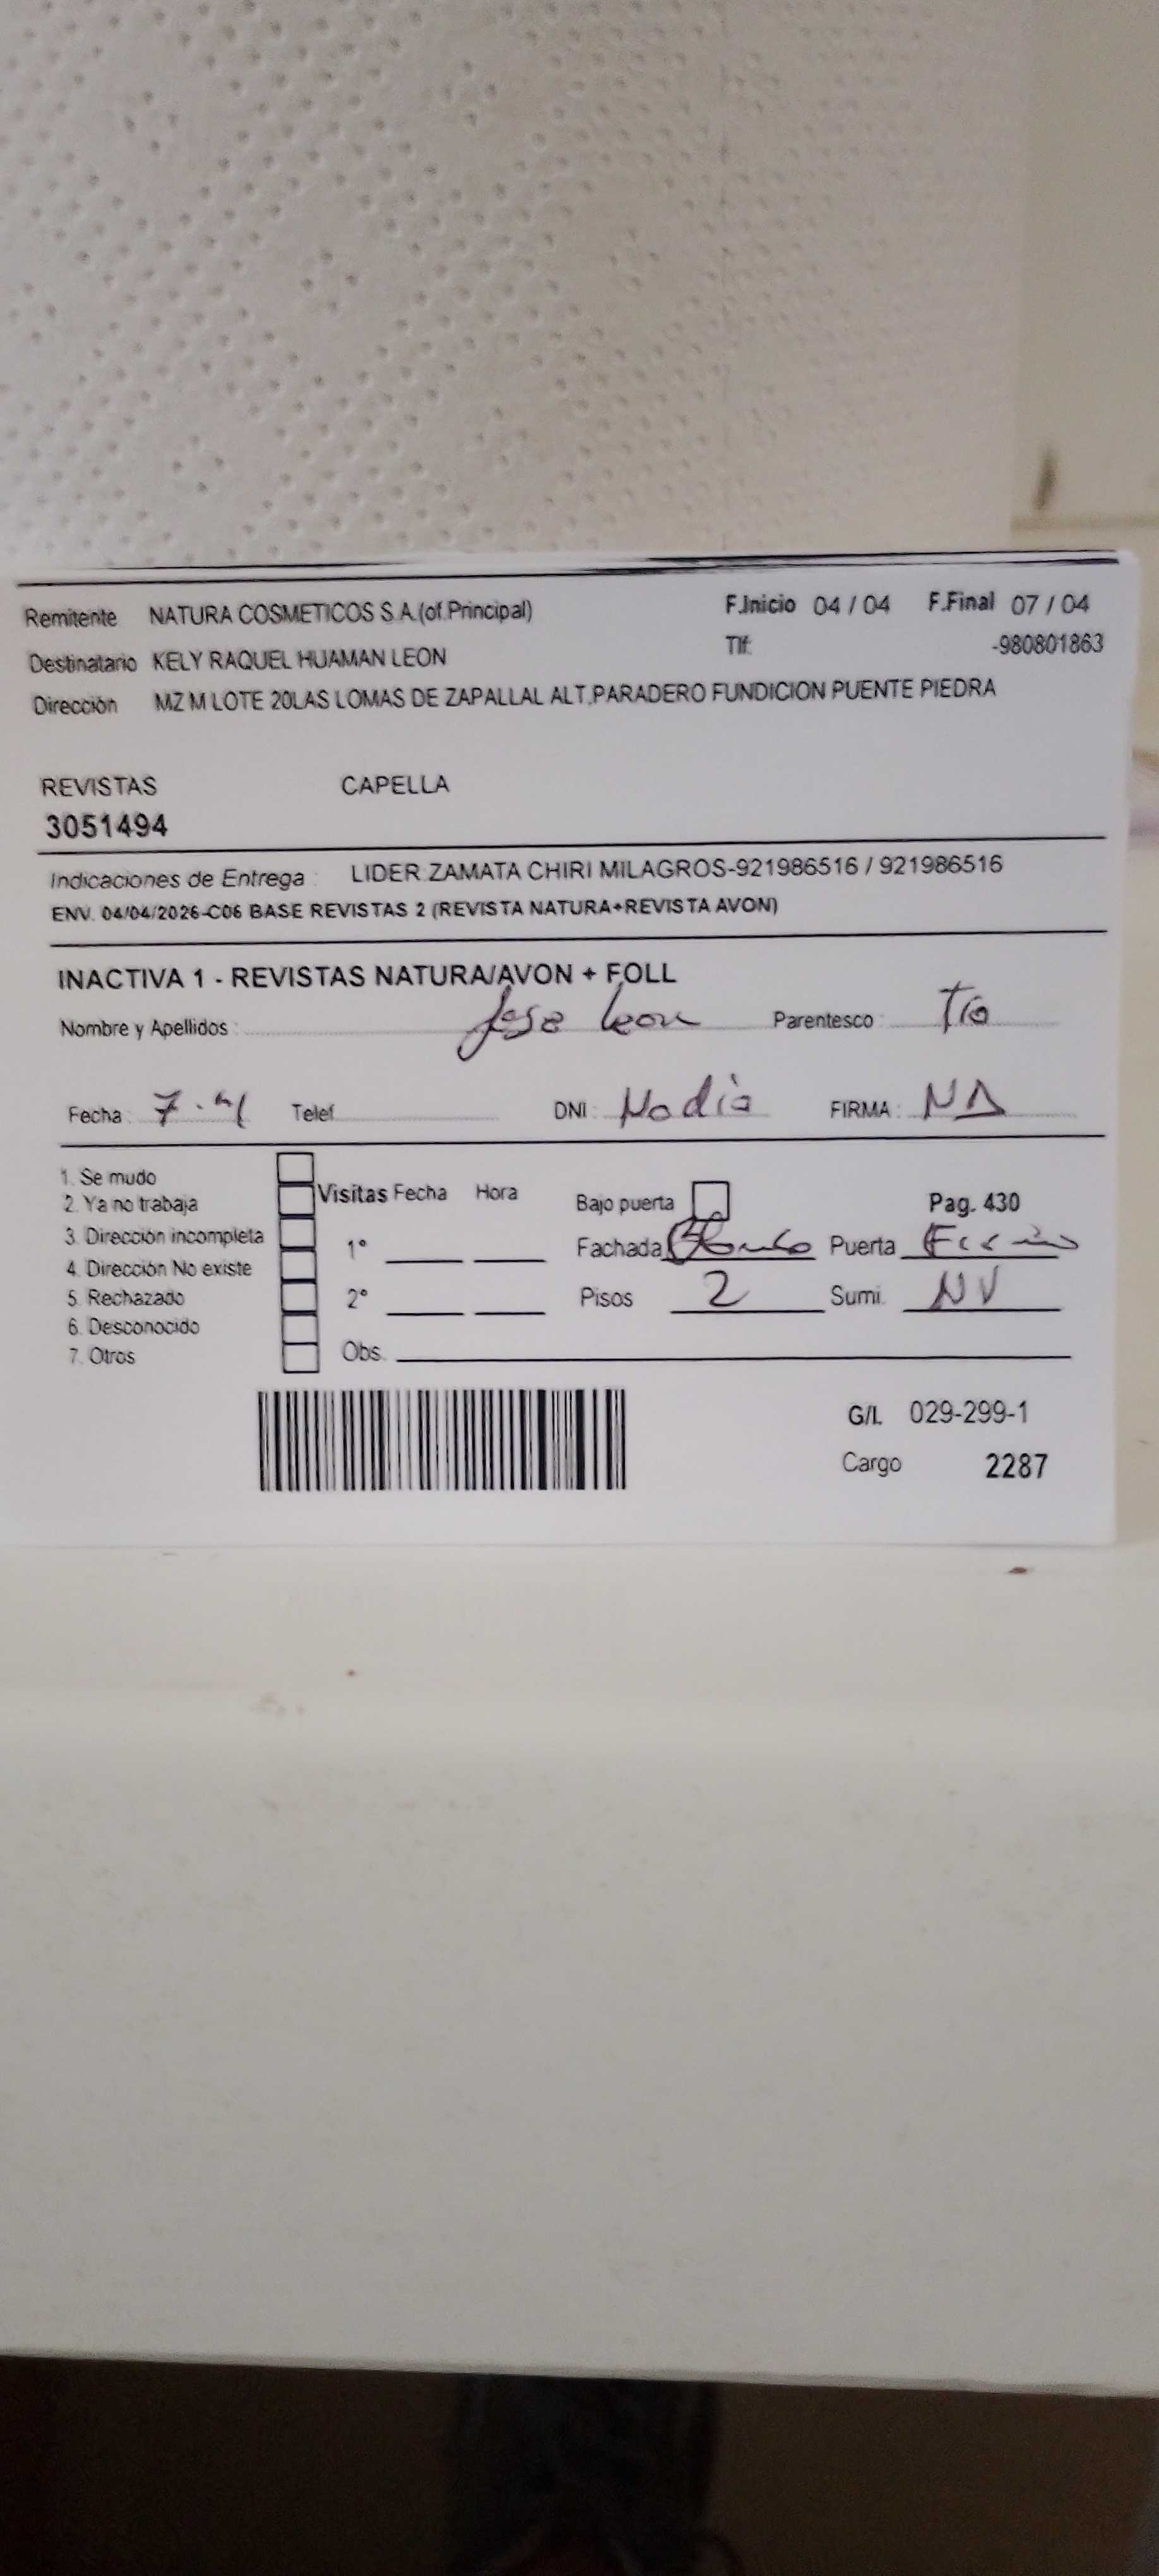 Remitente NATURA COSMETICOS S.A.(of.Principal) F.Inicio 04 / 04 F.Final 07 / 04
Destinatario KELY RAQUEL HUAMAN LEON Tlf: -980801863
Dirección MZ M LOTE 20LAS LOMAS DE ZAPALLAL ALT.PARADERO FUNDICION PUENTE PIEDRA
REVISTAS CAPELLA
3051494
Indicaciones de Entrega : LIDER:ZAMATA CHIRI MILAGROS-921986516 / 921986516
ENV. 04/04/2026-C06 BASE REVISTAS 2 (REVISTA NATURA+REVISTA AVON)
INACTIVA 1 - REVISTAS NATURA/AVON + FOLL
Nombre y Apellidos : Jose Leon Parentesco : Tio
Fecha : 7-4 Telef. DNI : No dio FIRMA : ND
1. Se mudo
2. Ya no trabaja
3. Dirección incompleta
4. Dirección No existe
5. Rechazado
6. Desconocido
7. Otros
Visitas Fecha Hora
1°
2°
Obs.
Bajo puerta Pag. 430
Fachada Blanco Puerta
Pisos 2 Sumi. NV
G/I. 029-299-1
Cargo 2287